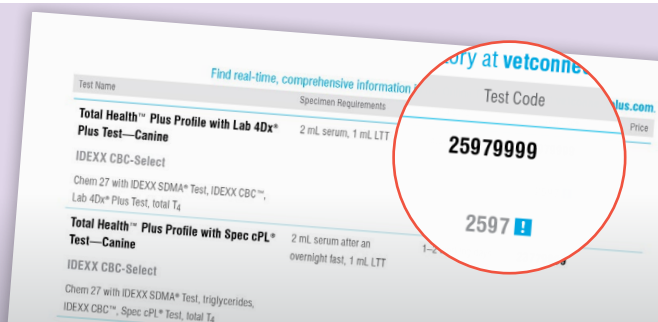 Find real-time, comprehensive information
ory at vetconne
lus.com.
Test Name
Specimen Requirements
Test Code
Price
Total Health™ Plus Profile with Lab 4Dx®
Plus Test—Canine
2 mL serum, 1 mL LTT
25979999
IDEXX CBC-Select
2597 !
Chem 27 with IDEXX SDMA® Test, IDEXX CBC™,
Lab 4Dx® Plus Test, total T4
Total Health™ Plus Profile with Spec cPL®
Test—Canine
2 mL serum after an
overnight fast, 1 mL LTT
IDEXX CBC-Select
Chem 27 with IDEXX SDMA® Test, triglycerides,
IDEXX CBC™, Spec cPL® Test, total T4